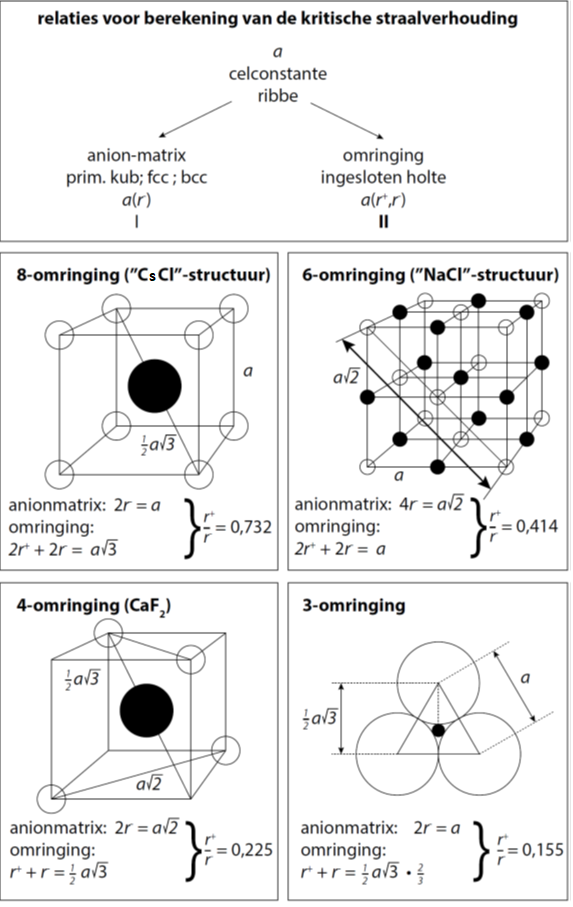 relaties voor berekening van de kritische straalverhouding
a
celconstante
ribbe
anion-matrix
prim. kub; fcc ; bcc
a(r)
I
omringing
ingesloten holte
a(r⁺,r)
II
8-omringing ("CsCl"-structuur)
a
½a√3
anionmatrix: 2r = a
omringing:
2r⁺ + 2r = a√3
} r⁺/r = 0,732
6-omringing ("NaCl"-structuur)
a√2
a
anionmatrix: 4r = a√2
omringing:
2r⁺ + 2r = a
} r⁺/r = 0,414
4-omringing (CaF₂)
½a√3
a√2
anionmatrix: 2r = a√2
omringing:
r⁺ + r = ½ a√3
} r⁺/r = 0,225
3-omringing
a
½a√3
anionmatrix: 2r = a
omringing:
r⁺ + r = ½ a√3 • ⅔
} r⁺/r = 0,155